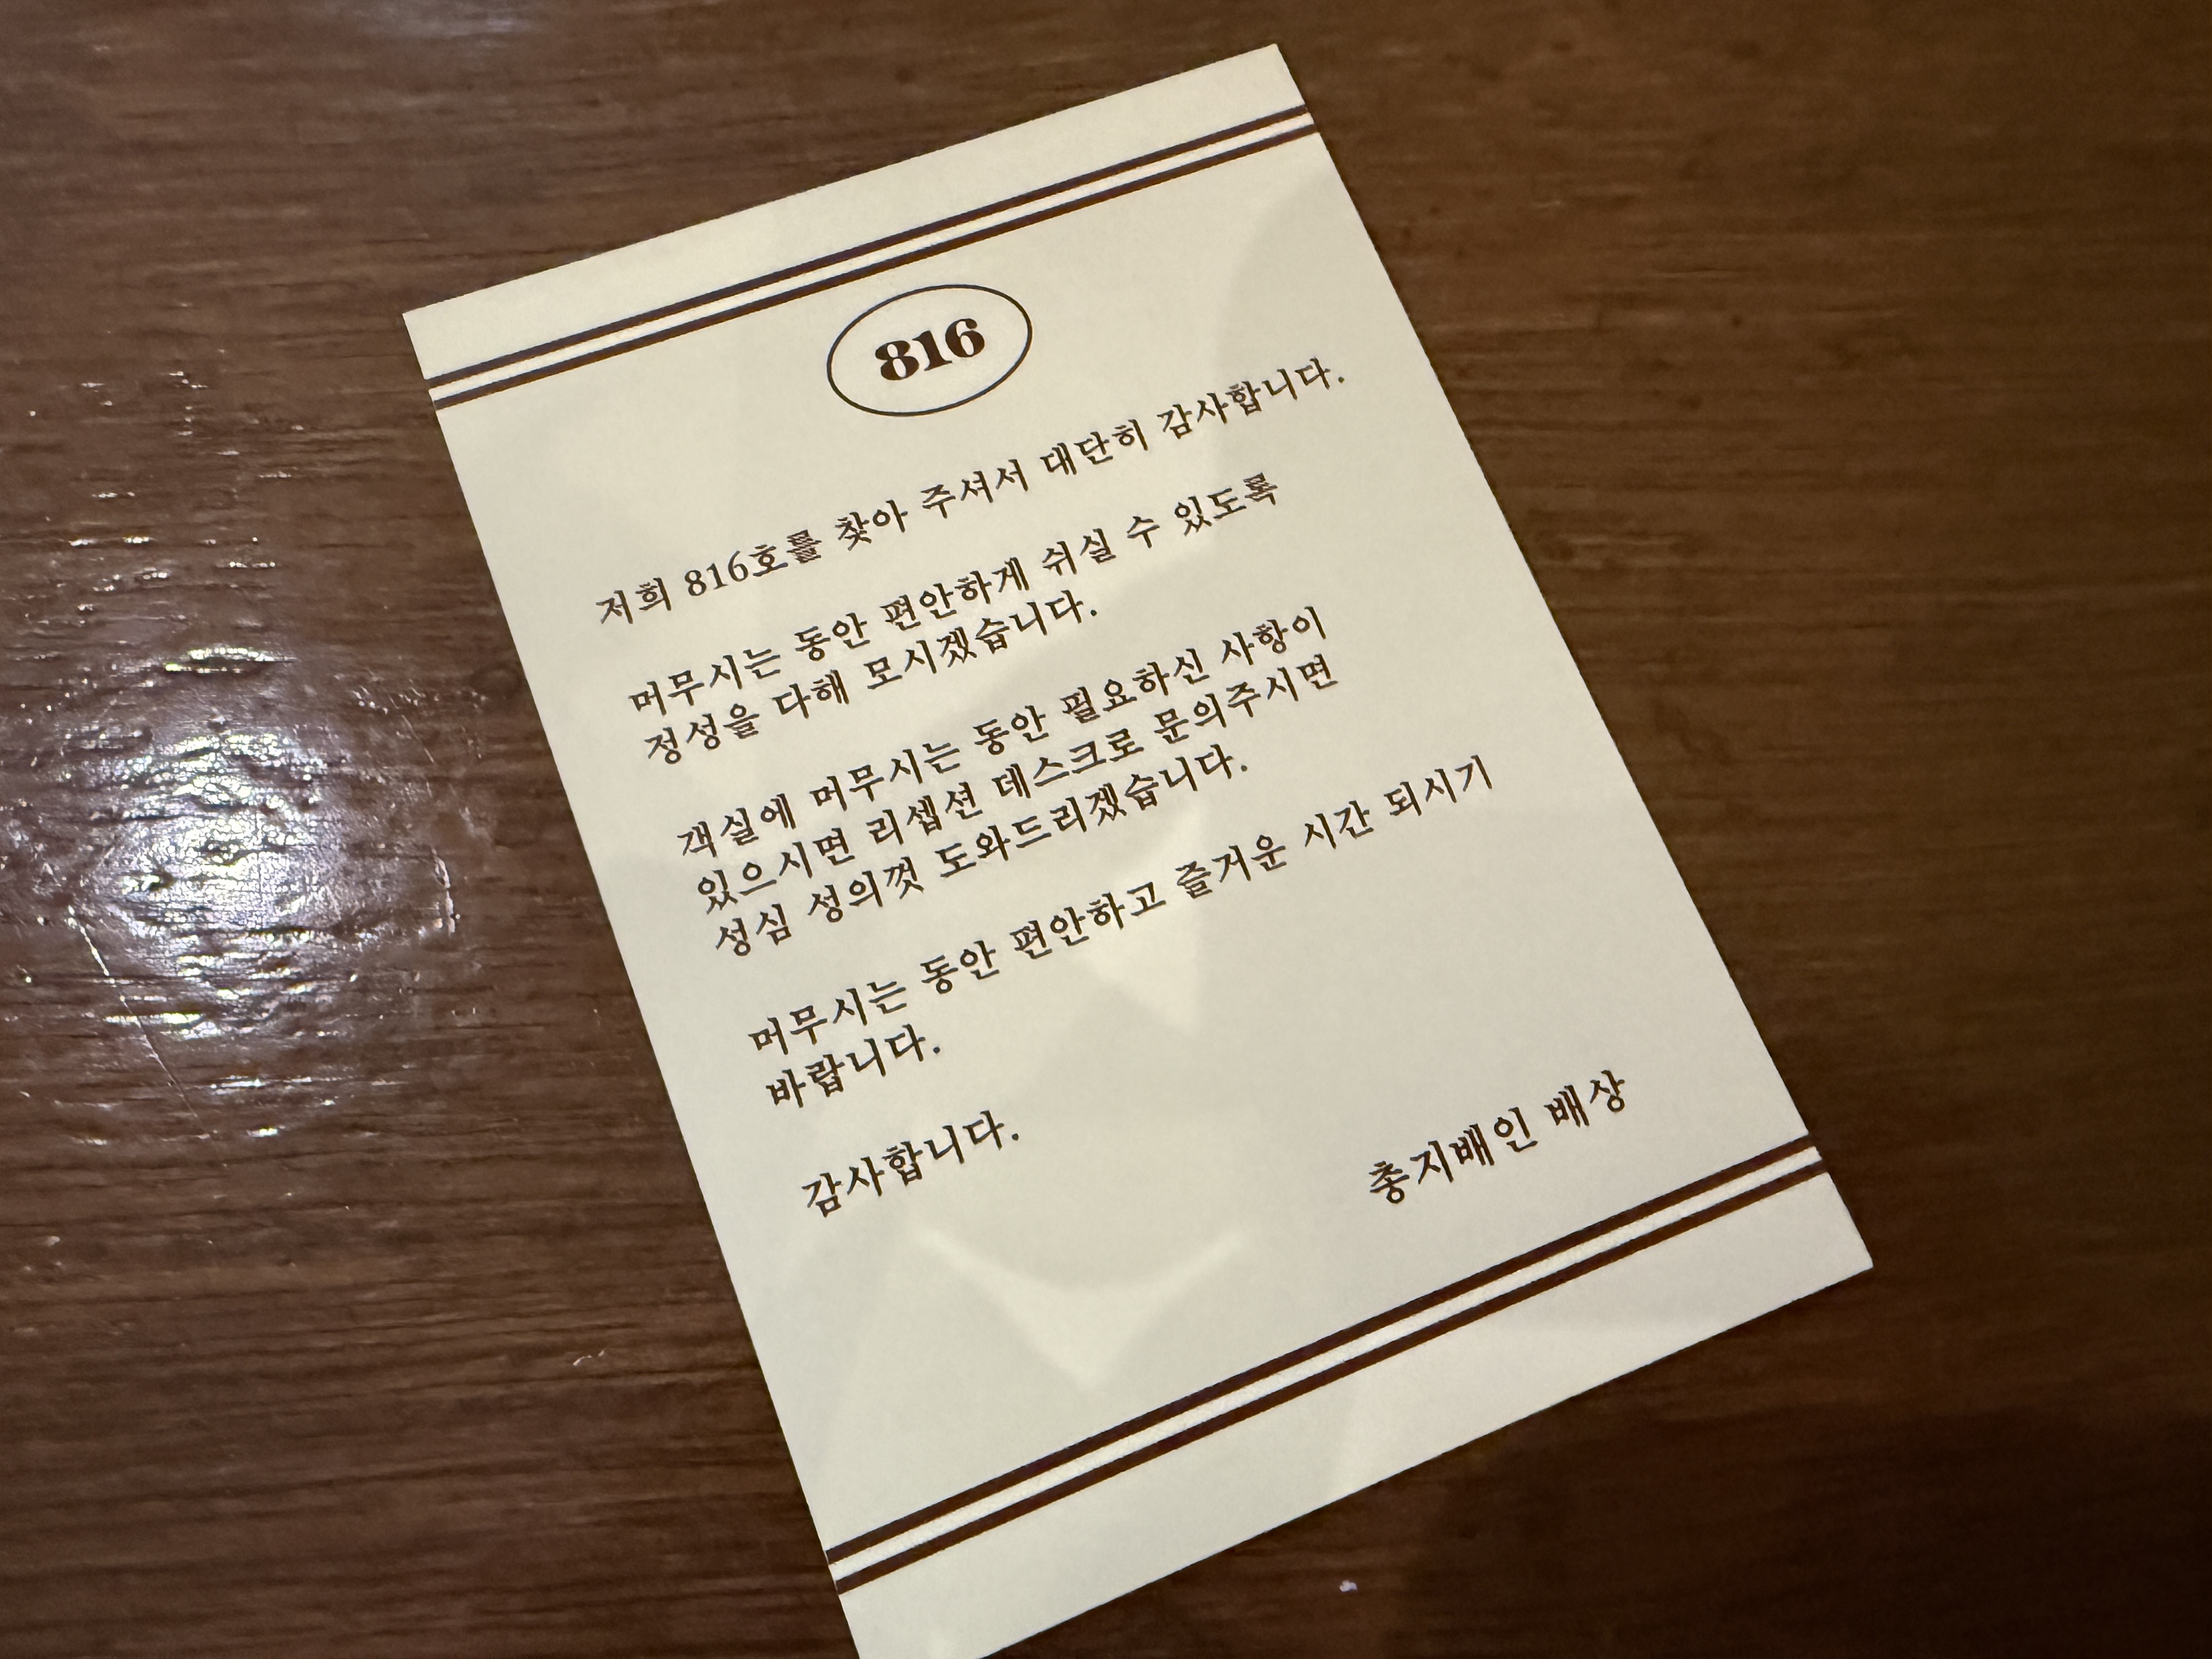 816
저희 816호를 찾아 주셔서 대단히 감사합니다.
머무시는 동안 편안하게 쉬실 수 있도록
정성을 다해 모시겠습니다.
객실에 머무시는 동안 필요하신 사항이
있으시면 리셉션 데스크로 문의주시면
성심 성의껏 도와드리겠습니다.
머무시는 동안 편안하고 즐거운 시간 되시기
바랍니다.
감사합니다.
총지배인 배상